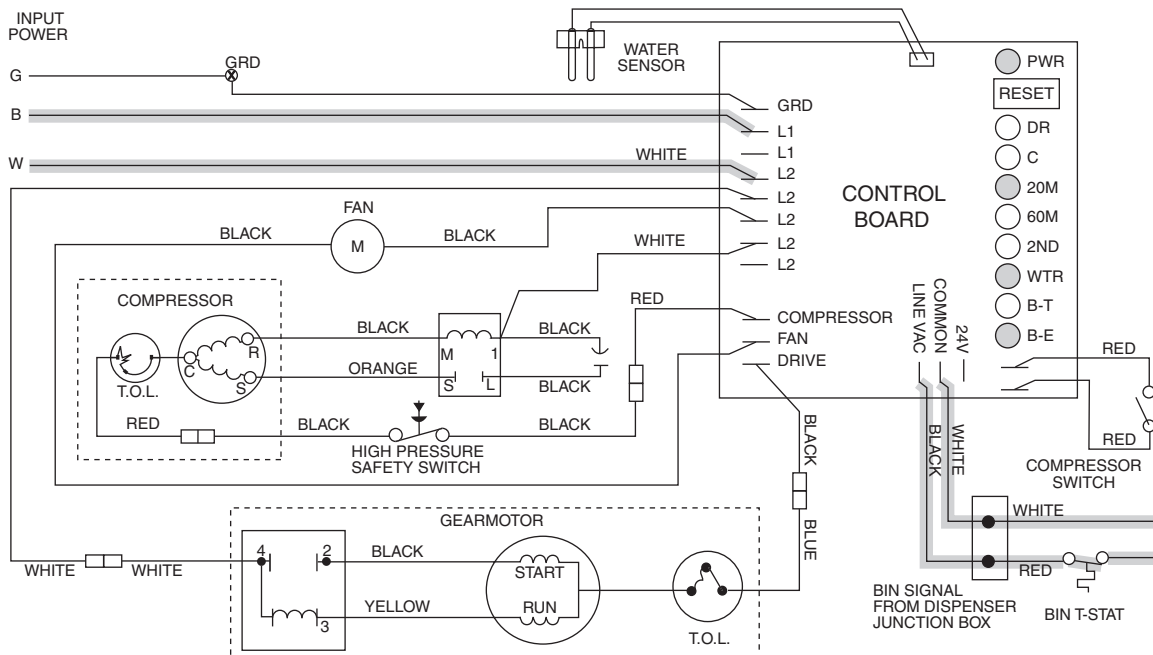 INPUT
POWER
G
GRD
B
W
WHITE
WATER
SENSOR
GRD
L1
L1
L2
L2
L2
L2
L2
CONTROL
BOARD
PWR
RESET
DR
C
20M
60M
2ND
WTR
B-T
B-E
FAN
M
BLACK
BLACK
WHITE
COMPRESSOR
T.O.L.
C
R
S
BLACK
ORANGE
M
1
S
L
BLACK
BLACK
RED
COMPRESSOR
FAN
DRIVE
LINE VAC
COMMON
24V
RED
RED
COMPRESSOR
SWITCH
RED
BLACK
BLACK
HIGH PRESSURE
SAFETY SWITCH
BLACK
BLUE
BLACK
WHITE
WHITE
RED
BIN SIGNAL
FROM DISPENSER
JUNCTION BOX
BIN T-STAT
GEARMOTOR
WHITE
WHITE
4
2
3
BLACK
YELLOW
START
RUN
T.O.L.